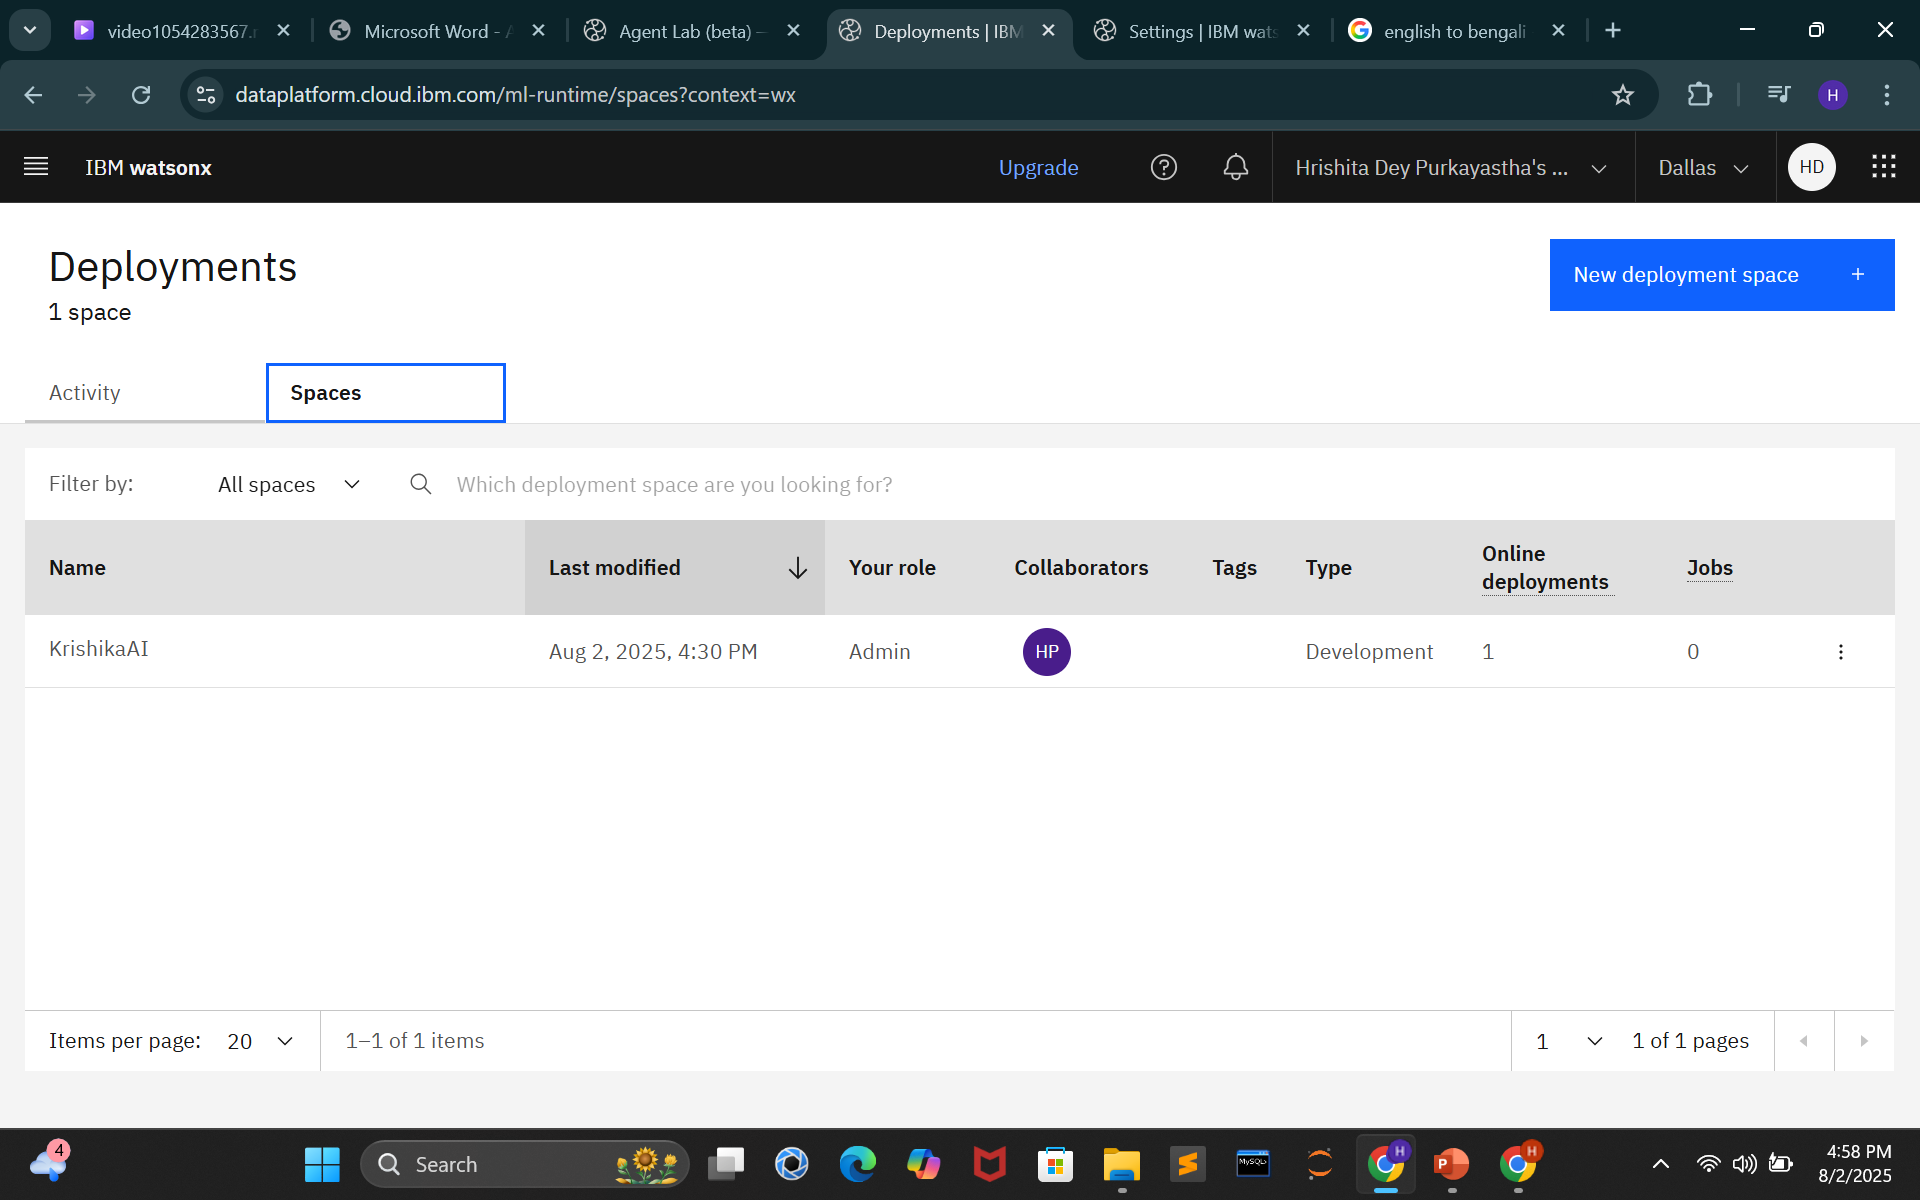 video1054283567.r
Microsoft Word - A
Agent Lab (beta) –
Deployments | IBM
Settings | IBM wats
english to bengali
dataplatform.cloud.ibm.com/ml-runtime/spaces?context=wx
H
IBM watsonx
Upgrade
Hrishita Dey Purkayastha's ...
Dallas
HD
Deployments
1 space
New deployment space +
Activity
Spaces
Filter by:
All spaces
Which deployment space are you looking for?
Name
Last modified
Your role
Collaborators
Tags
Type
Online
deployments
Jobs
KrishikaAI
Aug 2, 2025, 4:30 PM
Admin
HP
Development
1
0
Items per page: 20
1–1 of 1 items
1
1 of 1 pages
4
Search
MySQL
H
P
H
4:58 PM
8/2/2025